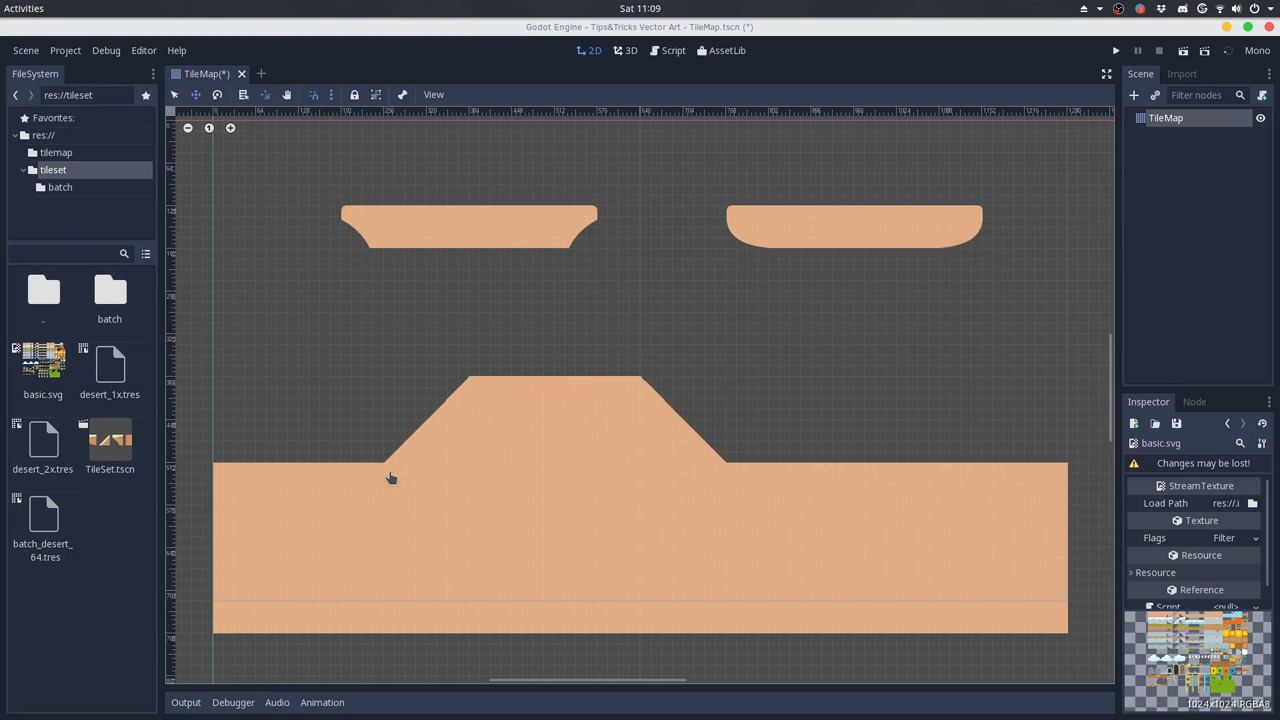 Activities
Sat 11:09
Godot Engine - Tips&Tricks Vector Art - TileMap.tscn (*)
Scene Project Debug Editor Help
2D 3D Script AssetLib
Mono
FileSystem
TileMap(*)
Scene Import
res://tileset
View
Filter nodes
Favorites:
res://
tilemap
tileset
batch
TileMap
..
batch
basic.svg
desert_1x.tres
desert_2x.tres
TileSet.tscn
batch_desert_
64.tres
Inspector Node
basic.svg
Changes may be lost!
StreamTexture
Load Path res://.i
Texture
Flags Filter
Resource
Resource
Reference
Script <null>
1024x1024 RGBA8
Output Debugger Audio Animation